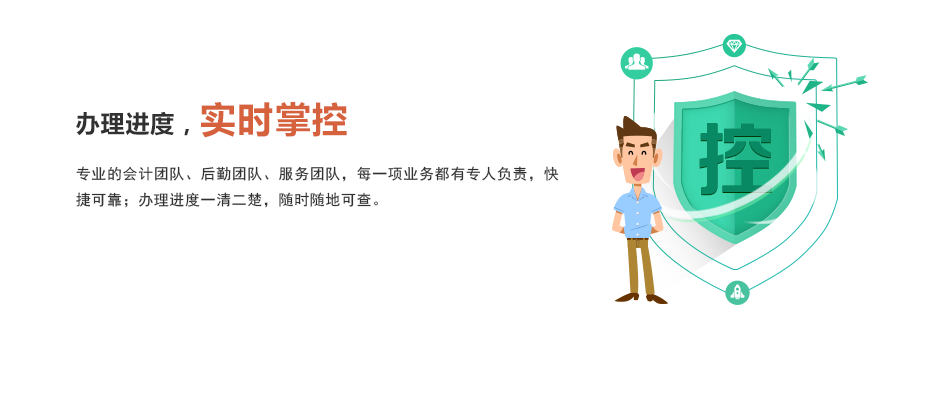 办理进度，实时掌控
专业的会计团队、后勤团队、服务团队，每一项业务都有专人负责，快
捷可靠；办理进度一清二楚，随时随地可查。
控